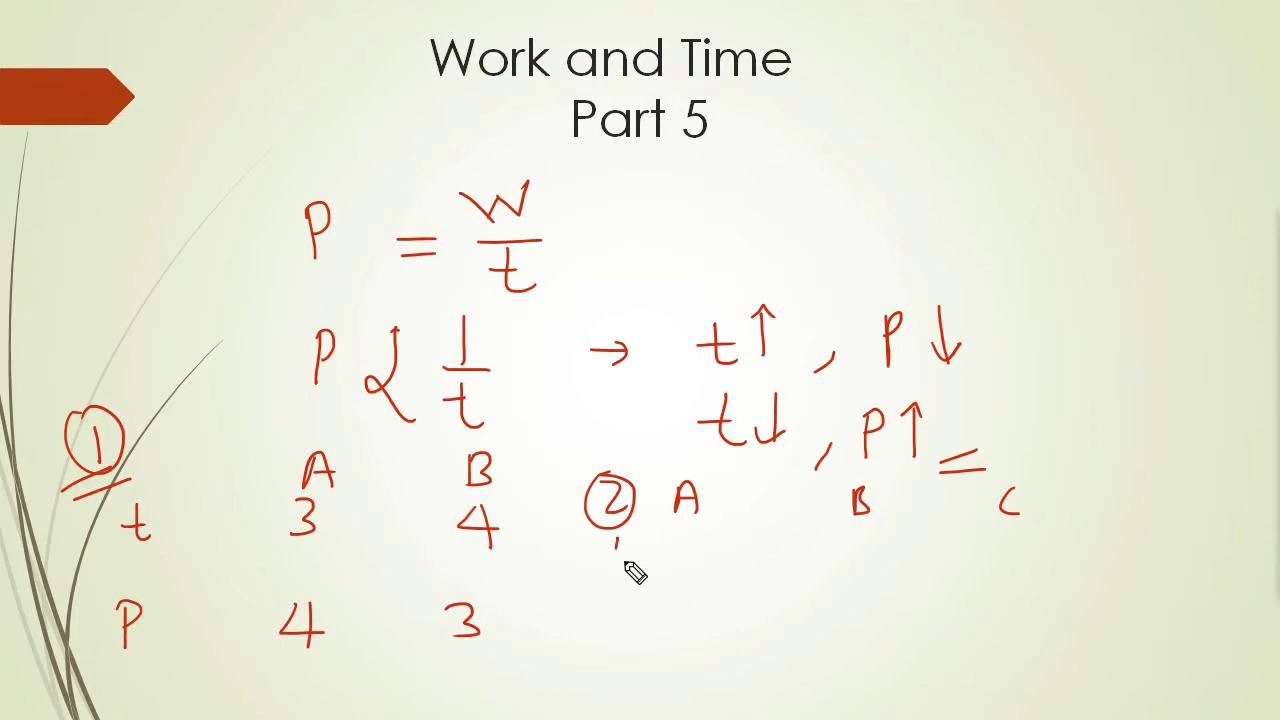 Work and Time
Part 5
P = W/t
P ∝ 1/t → t↑, P↓
t↓, P↑ =
①
A B
t 3 4
P 4 3
② A B C